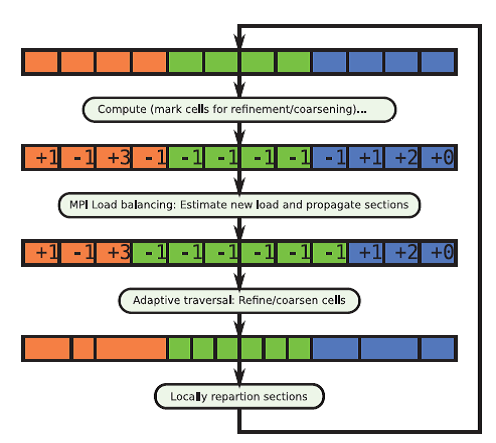 Compute (mark cells for refinement/coarsening)...
+1 -1 +3 -1 -1 -1 -1 -1 -1 +1 +2 +0
MPI Load balancing: Estimate new load and propagate sections
+1 -1 +3 -1 -1 -1 -1 -1 -1 +1 +2 +0
Adaptive traversal: Refine/coarsen cells
Locally repartion sections